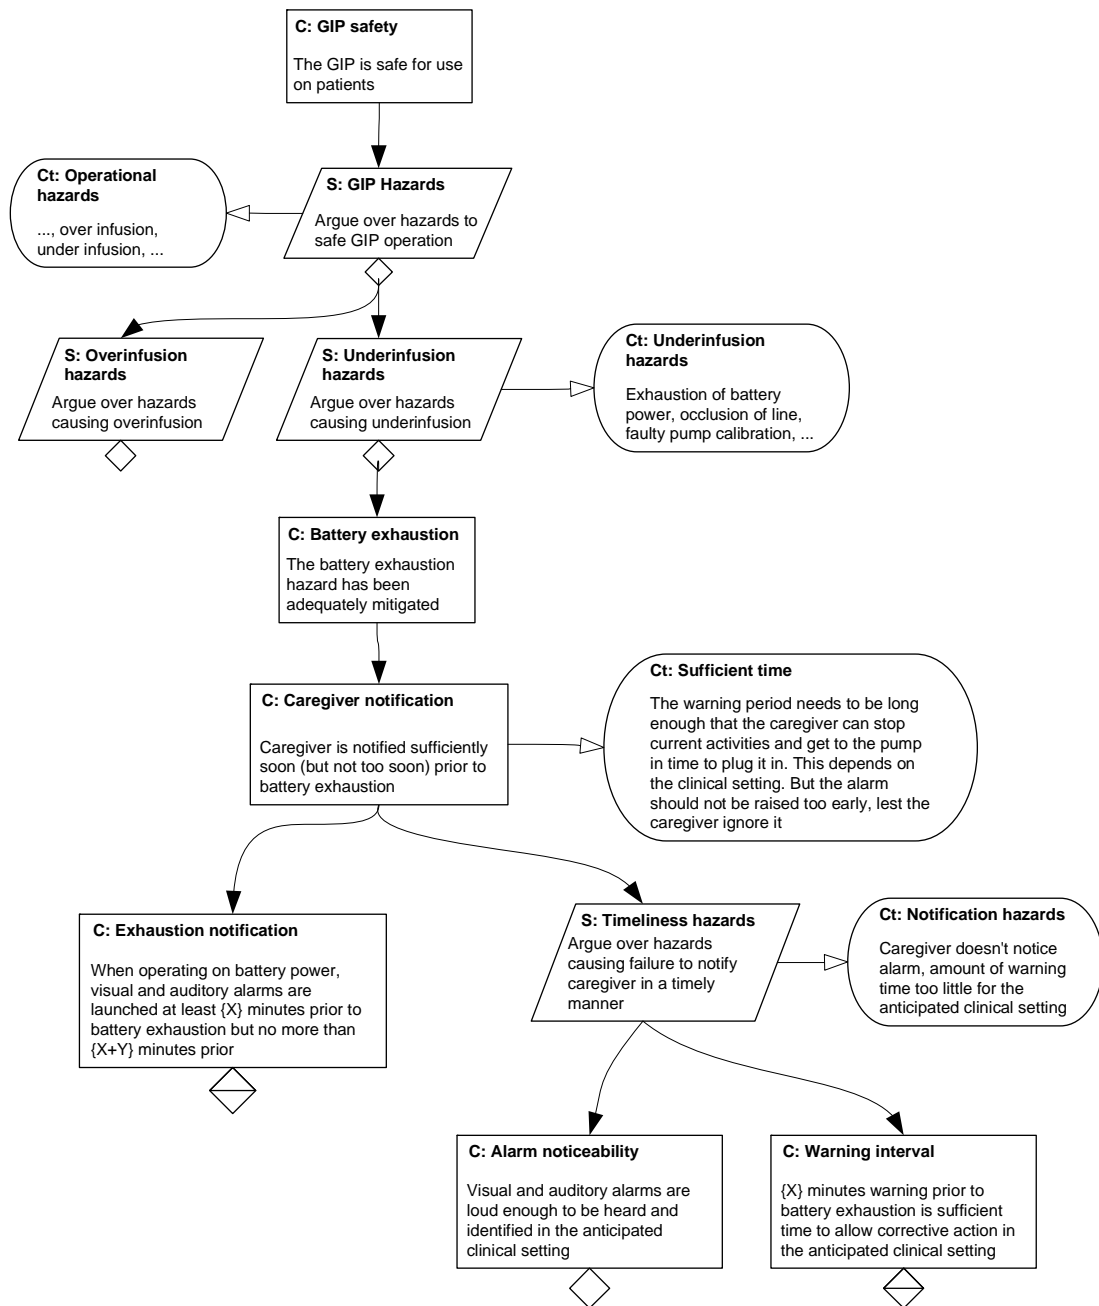 C: GIP safety
The GIP is safe for use
on patients
Ct: Operational
hazards
..., over infusion,
under infusion, ...
S: GIP Hazards
Argue over hazards to
safe GIP operation
S: Overinfusion
hazards
Argue over hazards
causing overinfusion
S: Underinfusion
hazards
Argue over hazards
causing underinfusion
Ct: Underinfusion
hazards
Exhaustion of battery
power, occlusion of line,
faulty pump calibration, ...
C: Battery exhaustion
The battery exhaustion
hazard has been
adequately mitigated
C: Caregiver notification
Caregiver is notified sufficiently
soon (but not too soon) prior to
battery exhaustion
Ct: Sufficient time
The warning period needs to be long
enough that the caregiver can stop
current activities and get to the pump
in time to plug it in. This depends on
the clinical setting. But the alarm
should not be raised too early, lest the
caregiver ignore it
C: Exhaustion notification
When operating on battery power,
visual and auditory alarms are
launched at least {X} minutes prior to
battery exhaustion but no more than
{X+Y} minutes prior
S: Timeliness hazards
Argue over hazards
causing failure to notify
caregiver in a timely
manner
Ct: Notification hazards
Caregiver doesn't notice
alarm, amount of warning
time too little for the
anticipated clinical setting
C: Alarm noticeability
Visual and auditory alarms are
loud enough to be heard and
identified in the anticipated
clinical setting
C: Warning interval
{X} minutes warning prior to
battery exhaustion is sufficient
time to allow corrective action in
the anticipated clinical setting